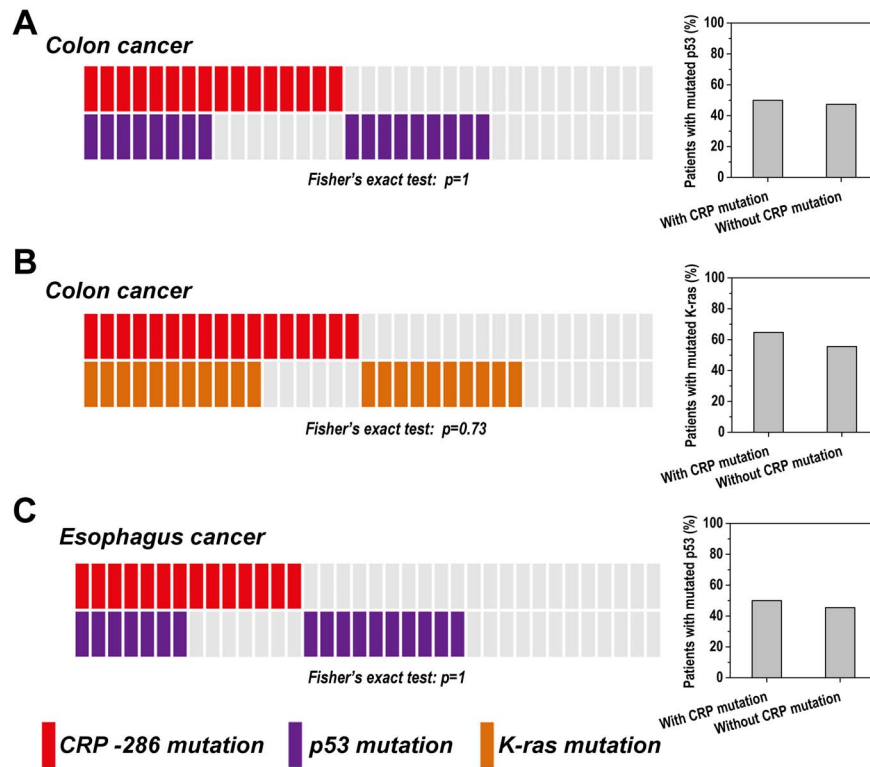 A
Colon cancer
Fisher's exact test: p=1
Patients with mutated p53 (%)
100
80
60
40
20
0
With CRP mutation
Without CRP mutation
B
Colon cancer
Fisher's exact test: p=0.73
Patients with mutated K-ras (%)
100
80
60
40
20
0
With CRP mutation
Without CRP mutation
C
Esophagus cancer
Fisher's exact test: p=1
Patients with mutated p53 (%)
100
80
60
40
20
0
With CRP mutation
Without CRP mutation
CRP -286 mutation
p53 mutation
K-ras mutation